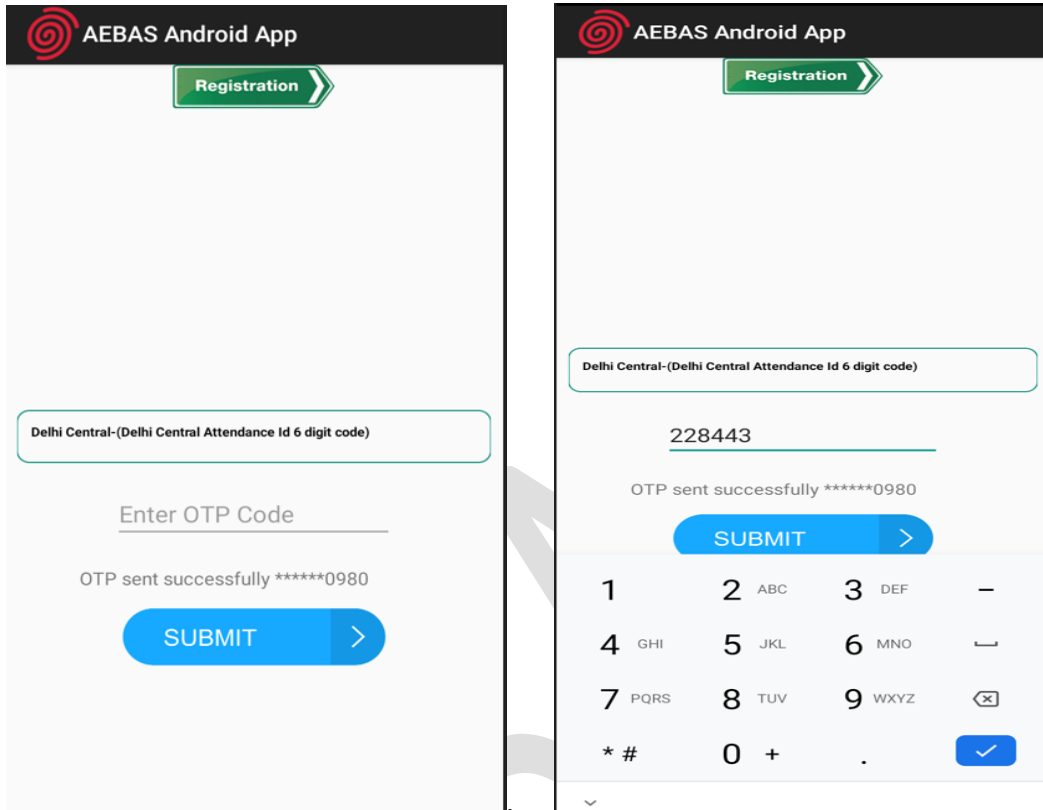 AEBAS Android App
Registration
Delhi Central-(Delhi Central Attendance Id 6 digit code)
Enter OTP Code
OTP sent successfully ******0980
SUBMIT
AEBAS Android App
Registration
Delhi Central-(Delhi Central Attendance Id 6 digit code)
228443
OTP sent successfully ******0980
SUBMIT
1 2 ABC 3 DEF -
4 GHI 5 JKL 6 MNO
7 PQRS 8 TUV 9 WXYZ
* # 0 + .